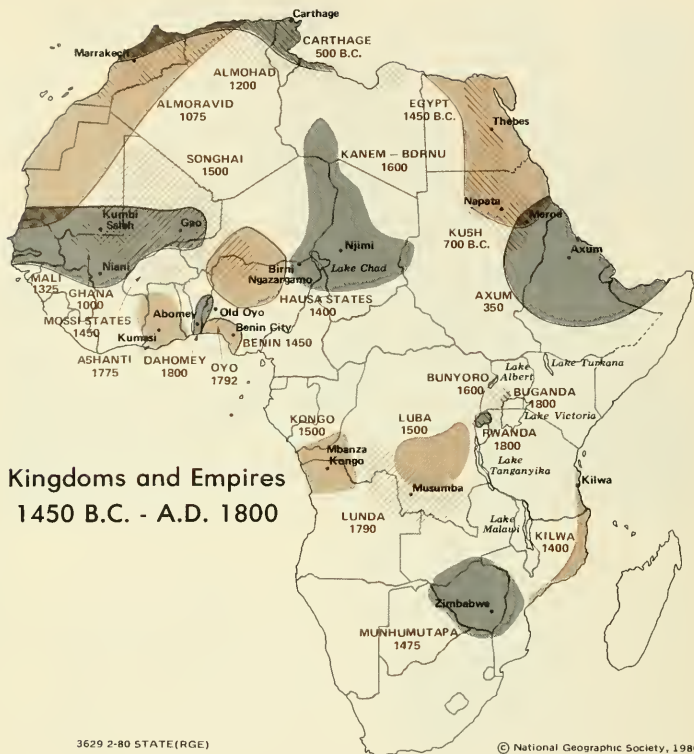 Carthage
CARTHAGE
500 B.C.
Marrakech
ALMOHAD
1200
ALMORAVID
1075
EGYPT
1450 B.C.
Thebes
SONGHAI
1500
KANEM – BORNU
1600
Napata
Meroe
Kumbi
Saleh
Gao
KUSH
700 B.C.
Axum
Niani
Birni
Ngazargamo
Njimi
Lake Chad
MALI
1325
GHANA
1000
HAUSA STATES
1400
AXUM
350
MOSSI STATES
1450
Abomey
Old Oyo
Kumasi
Benin City
BENIN 1450
ASHANTI
1775
DAHOMEY
1800
OYO
1792
BUNYORO
1600
Lake
Albert
Lake Turkana
BUGANDA
1800
Lake Victoria
KONGO
1500
LUBA
1500
RWANDA
1800
Mbanza
Kongo
Lake
Tanganyika
Kilwa
Kingdoms and Empires
1450 B.C. - A.D. 1800
Musumba
LUNDA
1790
Lake
Malawi
KILWA
1400
Zimbabwe
MUNHUMUTAPA
1475
3629 2-80 STATE(RGE)
© National Geographic Society, 198